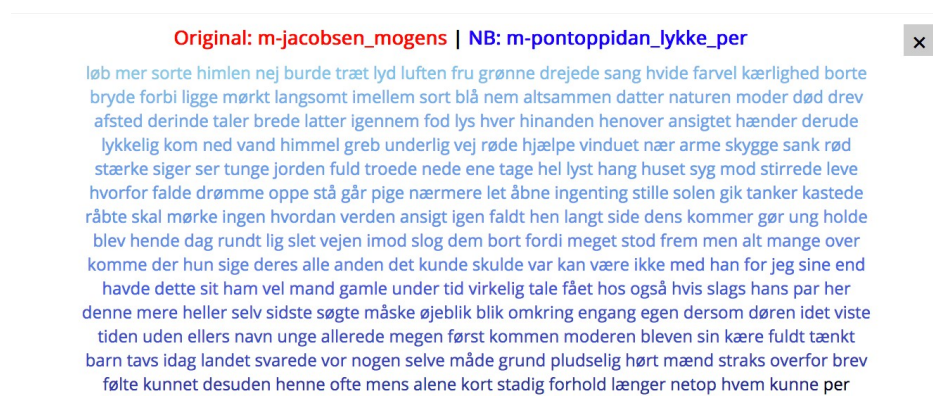 Original: m-jacobsen_mogens | NB: m-pontoppidan_lykke_per
×
løb mer sorte himlen nej burde træt lyd luften fru grønne drejede sang hvide farvel kærlighed borte
bryde forbi ligge mørkt langsomt imellem sort blå nem altsammen datter naturen moder død drev
afsted derinde taler brede latter igennem fod lys hver hinanden henover ansigtet hænder derude
lykkelig kom ned vand himmel greb underlig vej røde hjælpe vinduet nær arme skygge sank rød
stærke siger ser tunge jorden fuld troede nede ene tage hel lyst hang huset syg mod stirrede leve
hvorfor falde drømme oppe stå går pige nærmere let åbne ingenting stille solen gik tanker kastede
råbte skal mørke ingen hvordan verden ansigt igen faldt hen langt side dens kommer gør ung holde
blev hende dag rundt lig slet vejen imod slog dem bort fordi meget stod frem men alt mange over
komme der hun sige deres alle anden det kunde skulde var kan være ikke med han for jeg sine end
havde dette sit ham vel mand gamle under tid virkelig tale fået hos også hvis slags hans par her
denne mere heller selv sidste søgte måske øjeblik blik omkring engang egen dersom døren idet viste
tiden uden ellers navn unge allerede megen først kommen moderen bleven sin kære fuldt tænkt
barn tavs idag landet svarede vor nogen selve måde grund pludselig hørt mænd straks overfor brev
følte kunnet desuden henne ofte mens alene kort stadig forhold længer netop hvem kunne per